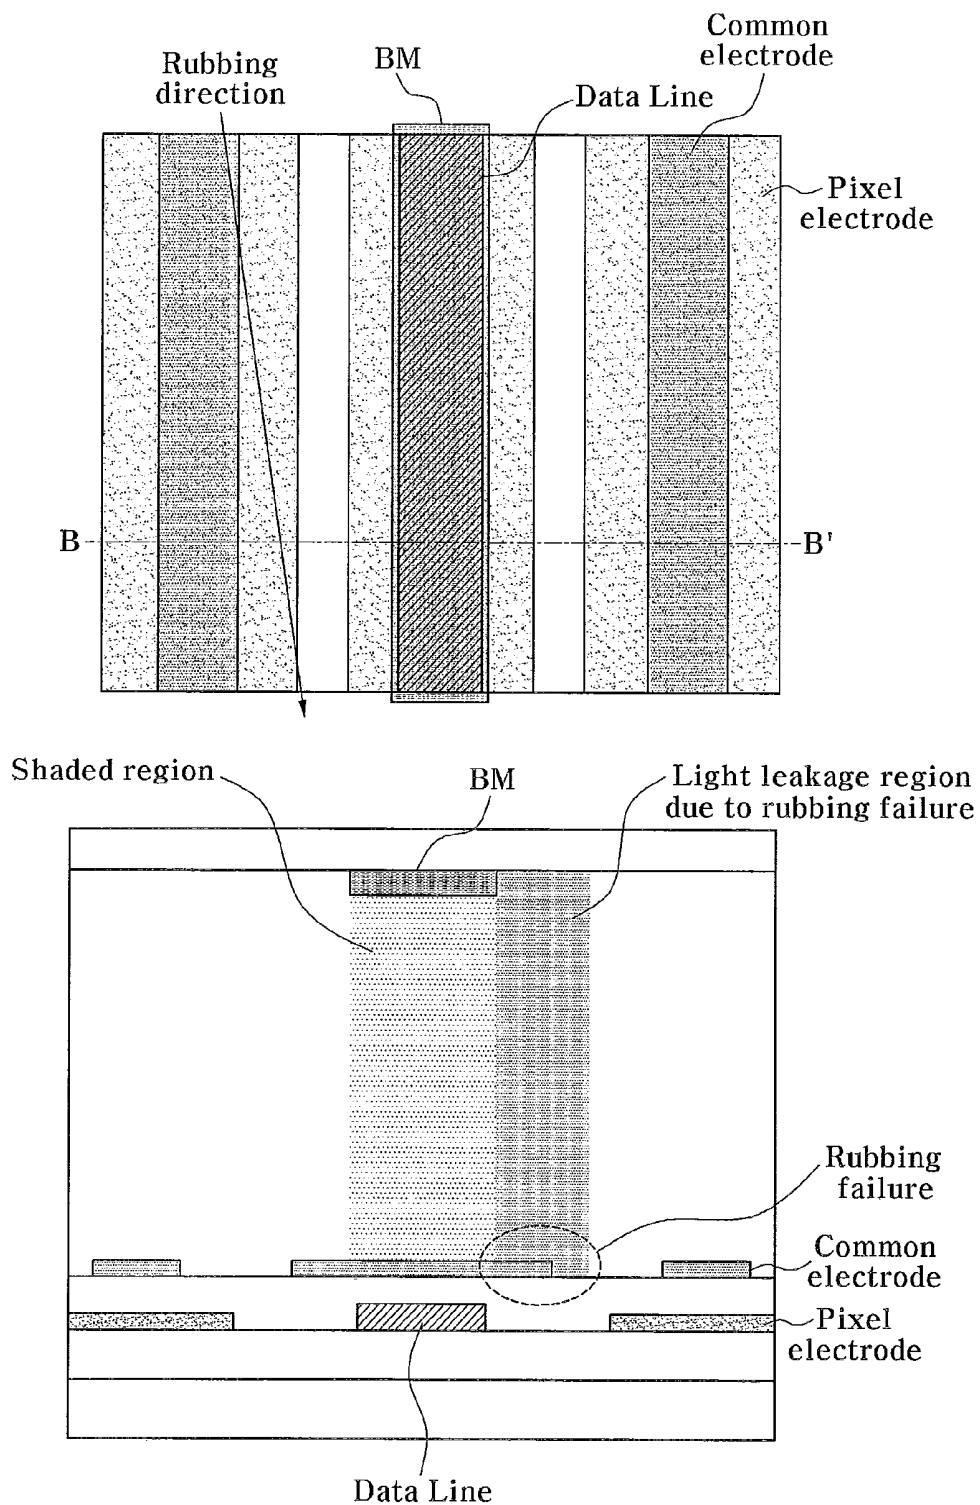 Common
electrode
BM
Rubbing
direction
Data Line
Pixel
electrode
B
B'
Shaded region
BM
Light leakage region
due to rubbing failure
Rubbing
failure
Common
electrode
Pixel
electrode
Data Line